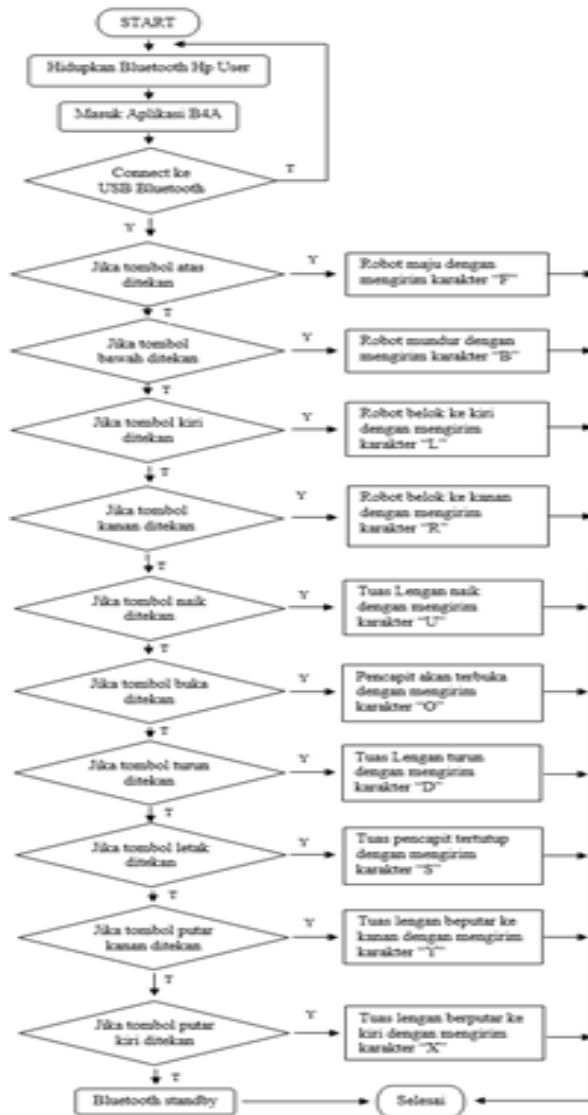 START
Hidupkan Bluetooth Hp User
Masuk Aplikasi B4A
Connect ke
USB Bluetooth
T
Y
Jika tombol atas
ditekan
Y
Robot maju dengan
mengirim karakter "F"
T
Jika tombol
bawah ditekan
Y
Robot mundur dengan
mengirim karakter "B"
T
Jika tombol kiri
ditekan
Y
Robot belok ke kiri
dengan mengirim
karakter "L"
T
Jika tombol
kanan ditekan
Y
Robot belok ke kanan
dengan mengirim
karakter "R"
T
Jika tombol naik
ditekan
Y
Tuas Lengan naik
dengan mengirim
karakter "U"
T
Jika tombol buka
ditekan
Y
Pencapit akan terbuka
dengan mengirim
karakter "O"
T
Jika tombol turun
ditekan
Y
Tuas Lengan turun
dengan mengirim
karakter "D"
T
Jika tombol letak
ditekan
Y
Tuas pencapit tertutup
dengan mengirim
karakter "S"
T
Jika tombol putar
kanan ditekan
Y
Tuas lengan beputar ke
kanan dengan mengirim
karakter "Y"
T
Jika tombol putar
kiri ditekan
Y
Tuas lengan berputar ke
kiri dengan mengirim
karakter "X"
T
Bluetooth standby
Selesai